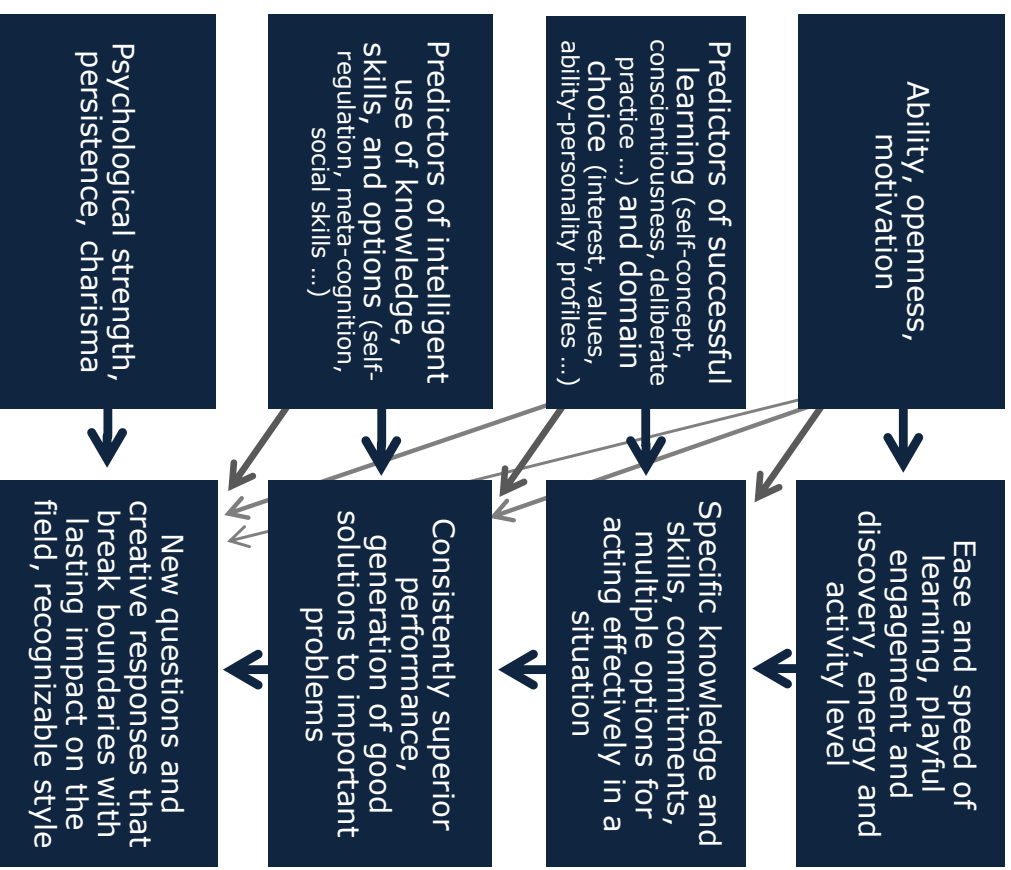 Ability, openness,
motivation
Ease and speed of
learning, playful
engagement and
discovery, energy and
activity level
Predictors of successful
learning (self-concept,
conscientiousness, deliberate
practice …) and domain
choice (interest, values,
ability-personality profiles …)
Specific knowledge and
skills, commitments,
multiple options for
acting effectively in a
situation
Predictors of intelligent
use of knowledge,
skills, and options (self-
regulation, meta-cognition,
social skills …)
Consistently superior
performance,
generation of good
solutions to important
problems
Psychological strength,
persistence, charisma
New questions and
creative responses that
break boundaries with
lasting impact on the
field, recognizable style